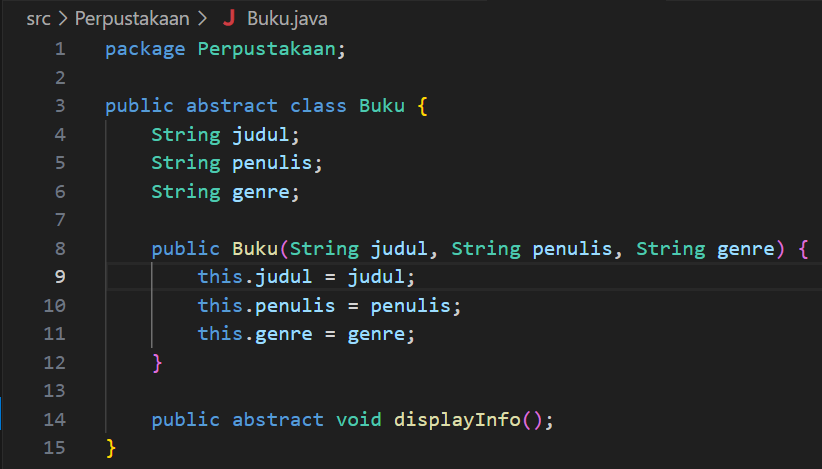 src > Perpustakaan > J Buku.java
1 package Perpustakaan;
2
3 public abstract class Buku {
4     String judul;
5     String penulis;
6     String genre;
7
8     public Buku(String judul, String penulis, String genre) {
9         this.judul = judul;
10         this.penulis = penulis;
11         this.genre = genre;
12     }
13
14     public abstract void displayInfo();
15 }